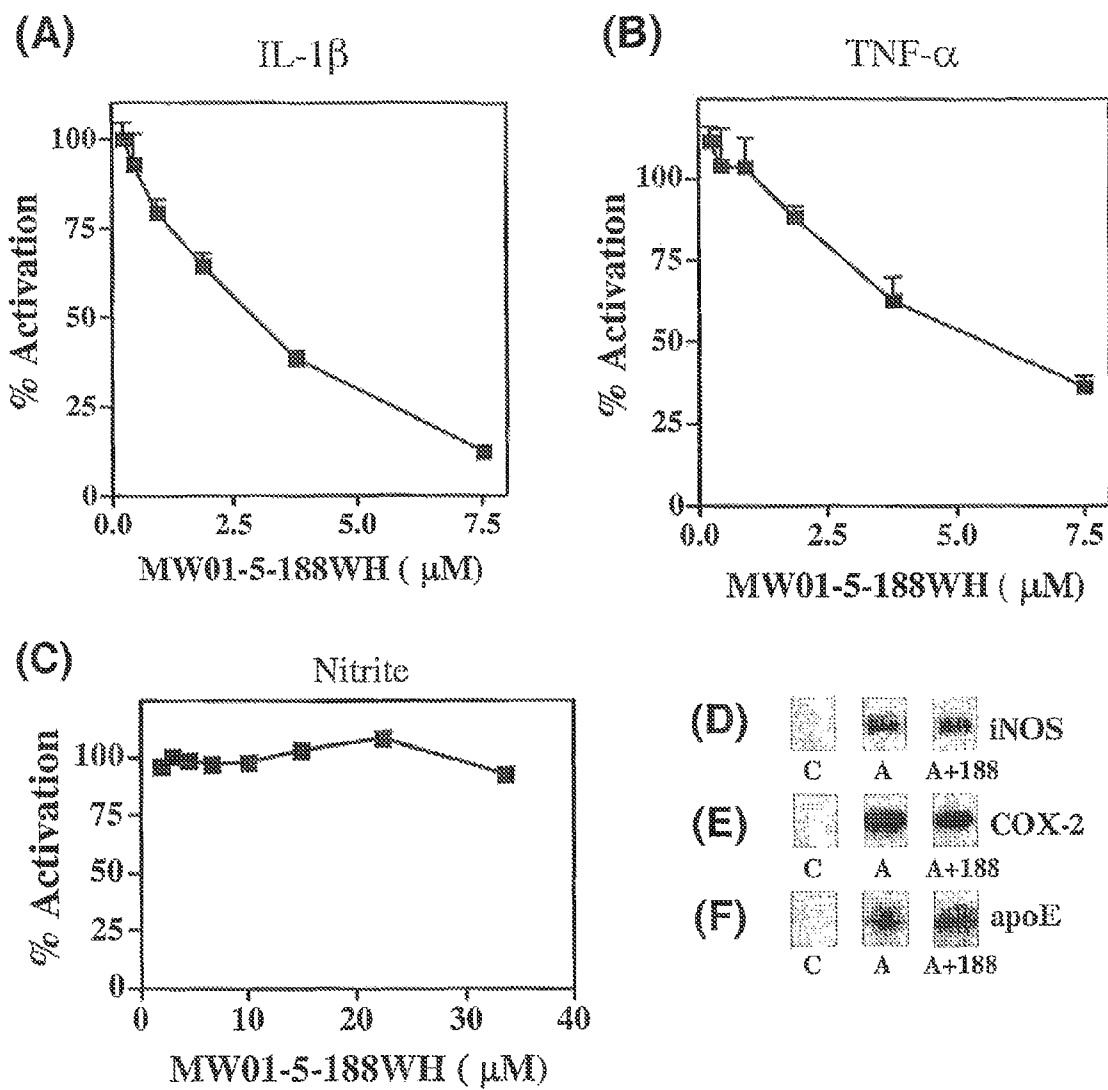 (A)
IL-1β
% Activation
100
75
50
25
0
0.0 2.5 5.0 7.5
MW01-5-188WH ( μM)
(B)
TNF-α
% Activation
100
75
50
25
0
0.0 2.5 5.0 7.5
MW01-5-188WH ( μM)
(C)
Nitrite
% Activation
100
75
50
25
0
0 10 20 30 40
MW01-5-188WH ( μM)
(D)
iNOS
C A A+188
(E)
COX-2
C A A+188
(F)
apoE
C A A+188